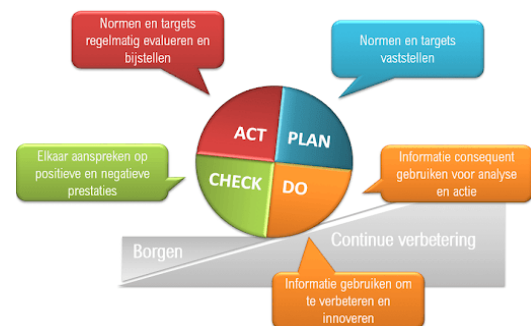 Normen en targets
regelmatig evalueren en
bijstellen
Normen en targets
vaststellen
ACT
PLAN
CHECK
DO
Elkaar aanspreken op
positieve en negatieve
prestaties
Informatie consequent
gebruiken voor analyse
en actie
Borgen
Continue verbetering
Informatie gebruiken om
te verbeteren en
innoveren